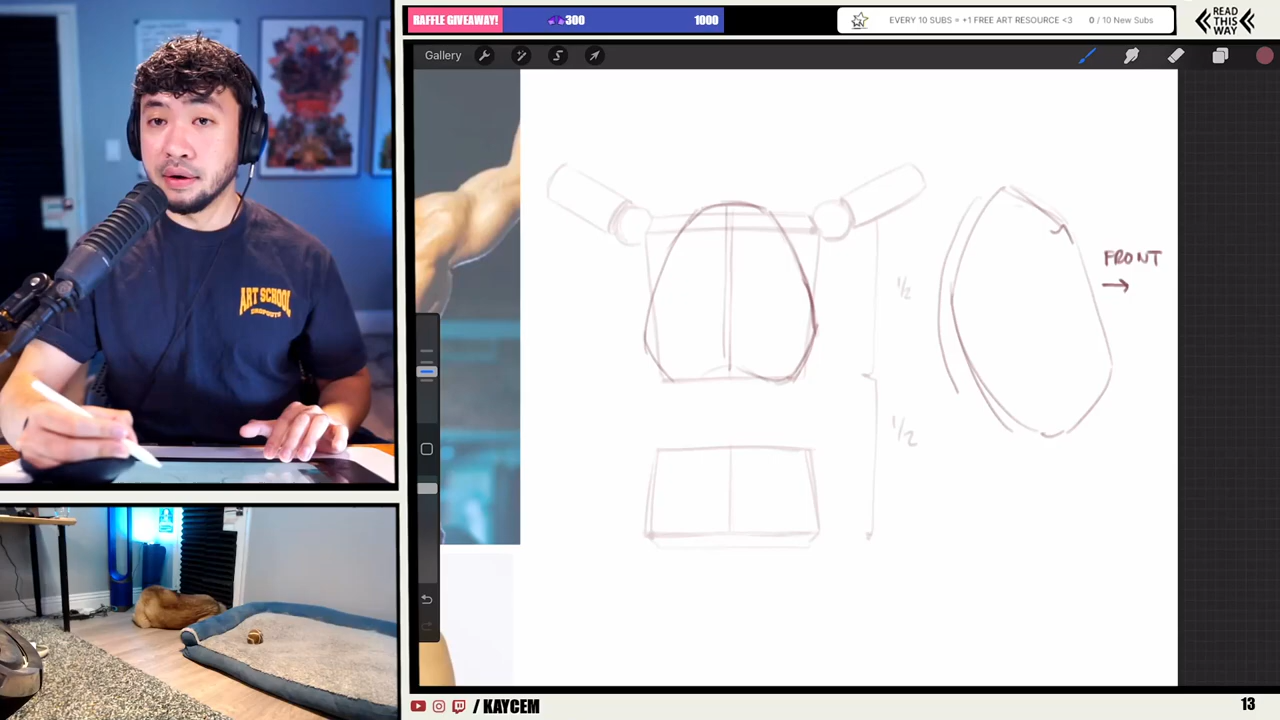 RAFFLE GIVEAWAY!
300
1000
EVERY 10 SUBS = +1 FREE ART RESOURCE <3
0 / 10 New Subs
READ
THIS
WAY
Gallery
FRONT
1/2
1/2
ART SCHOOL
DROPOUTS
/ KAYCEM
13